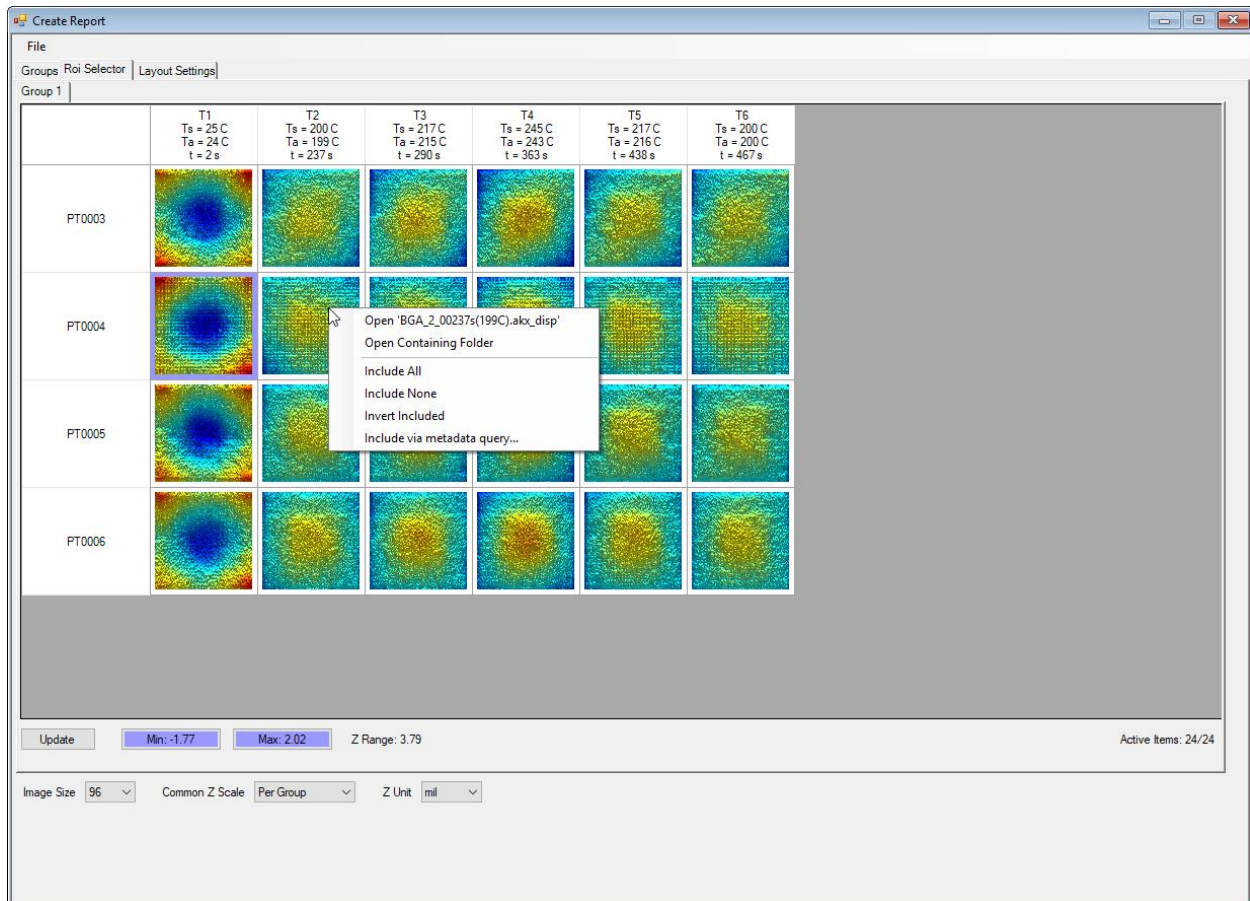 Create Report
File
Groups Roi Selector Layout Settings
Group 1
T1 T2 T3 T4 T5 T6
Ts = 25 C Ts = 200 C Ts = 217 C Ts = 245 C Ts = 217 C Ts = 200 C
Ta = 24 C Ta = 199 C Ta = 215 C Ta = 243 C Ta = 216 C Ta = 200 C
t = 2 s t = 237 s t = 290 s t = 363 s t = 438 s t = 467 s
PT0003
PT0004
Open 'BGA_2_00237s(199C).akx_disp'
Open Containing Folder
Include All
Include None
Invert Included
Include via metadata query...
PT0005
PT0006
Update Min: -1.77 Max: 2.02 Z Range: 3.79 Active Items: 24/24
Image Size 96 Common Z Scale Per Group Z Unit mil